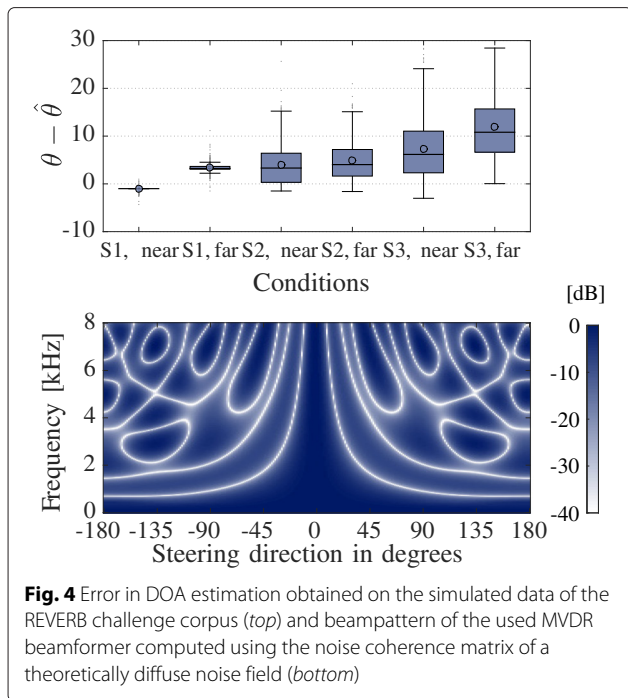 30
20
10
0
-10
θ − θ̂
S1, near S1, far S2, near S2, far S3, near S3, far
Conditions
[dB]
8
6
4
2
0
Frequency [kHz]
0
-10
-20
-30
-40
-180 -135 -90 -45 0 45 90 135 180
Steering direction in degrees
Fig. 4 Error in DOA estimation obtained on the simulated data of the
REVERB challenge corpus (top) and beampattern of the used MVDR
beamformer computed using the noise coherence matrix of a
theoretically diffuse noise field (bottom)